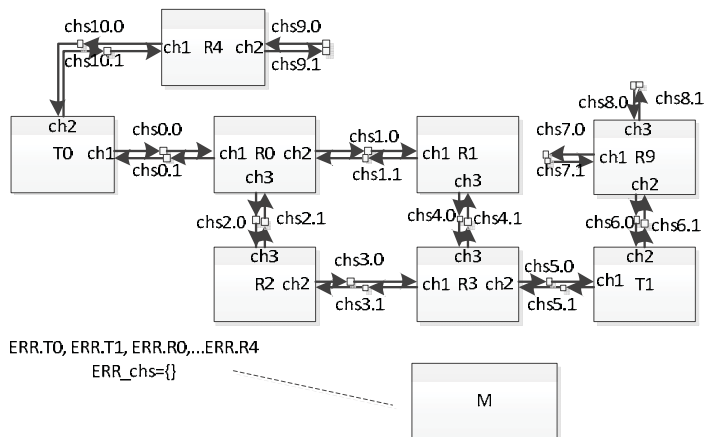 chs10.0
chs10.1
ch1 R4 ch2
chs9.0
chs9.1
ch2
T0
ch1
chs0.0
chs0.1
ch1 R0 ch2
ch3
chs1.0
chs1.1
ch1 R1
ch3
chs8.0
chs8.1
chs7.0
chs7.1
ch3
ch1 R9
ch2
chs2.0
chs2.1
chs4.0
chs4.1
chs6.0
chs6.1
ch3
R2 ch2
chs3.0
chs3.1
ch3
ch1 R3 ch2
chs5.0
chs5.1
ch2
ch1
T1
ERR.T0, ERR.T1, ERR.R0,...ERR.R4
ERR_chs={}
M